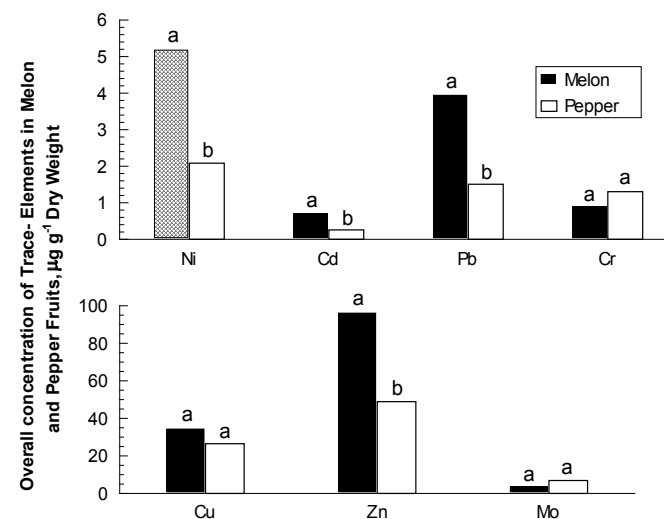 Overall concentration of Trace- Elements in Melon
and Pepper Fruits, µg g-1 Dry Weight
6
5
4
3
2
1
0
a
b
a
b
a
b
a
a
Melon
Pepper
Ni
Cd
Pb
Cr
100
80
60
40
20
0
a
a
a
b
a
a
Cu
Zn
Mo